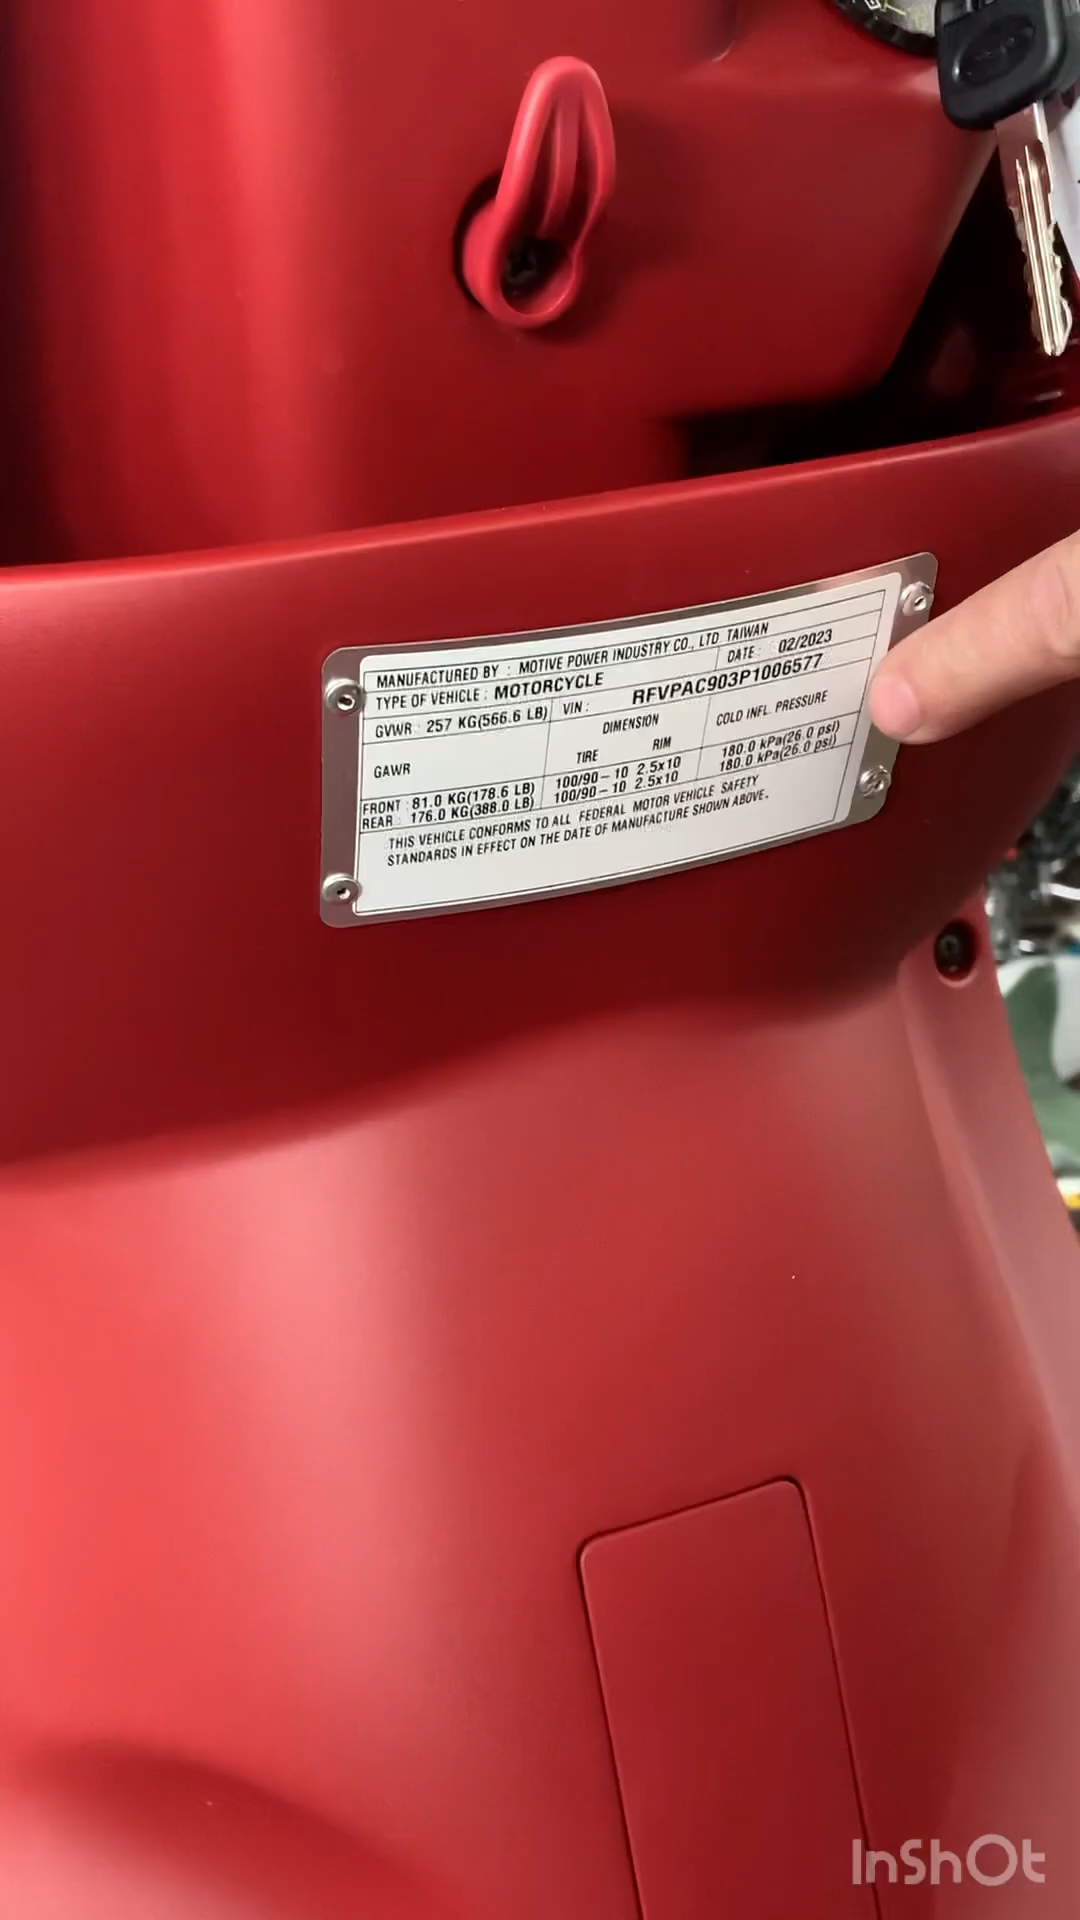 MANUFACTURED BY : MOTIVE POWER INDUSTRY CO., LTD TAIWAN
TYPE OF VEHICLE : MOTORCYCLE DATE : 02/2023
GVWR : 257 KG(566.6 LB) VIN : RFVPAC903P1006577
GAWR DIMENSION COLD INFL. PRESSURE
TIRE RIM
FRONT : 81.0 KG(178.6 LB) 100/90-10 2.5x10 180.0 kPa(26.0 psi)
REAR : 176.0 KG(388.0 LB) 100/90-10 2.5x10 180.0 kPa(26.0 psi)
THIS VEHICLE CONFORMS TO ALL FEDERAL MOTOR VEHICLE SAFETY
STANDARDS IN EFFECT ON THE DATE OF MANUFACTURE SHOWN ABOVE.
InShOt